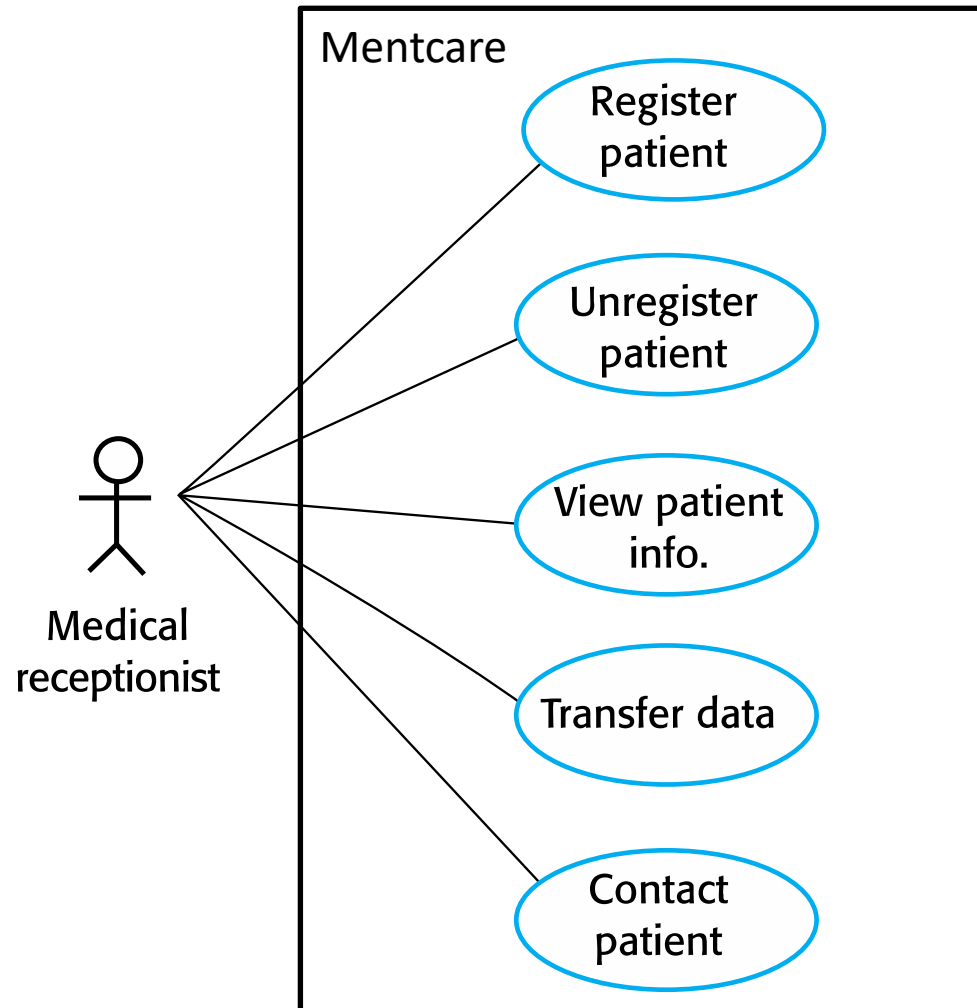 Mentcare
Register
patient
Unregister
patient
View patient
info.
Medical
receptionist
Transfer data
Contact
patient